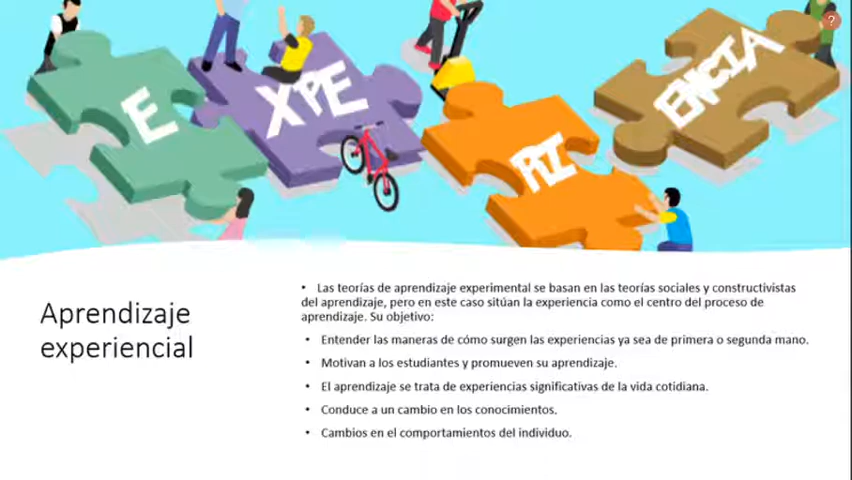 E
XPE
RI
ENCIA
?
Aprendizaje
experiencial
• Las teorías de aprendizaje experimental se basan en las teorías sociales y constructivistas
del aprendizaje, pero en este caso sitúan la experiencia como el centro del proceso de
aprendizaje. Su objetivo:
• Entender las maneras de cómo surgen las experiencias ya sea de primera o segunda mano.
• Motivan a los estudiantes y promueven su aprendizaje.
• El aprendizaje se trata de experiencias significativas de la vida cotidiana.
• Conduce a un cambio en los conocimientos.
• Cambios en el comportamientos del individuo.